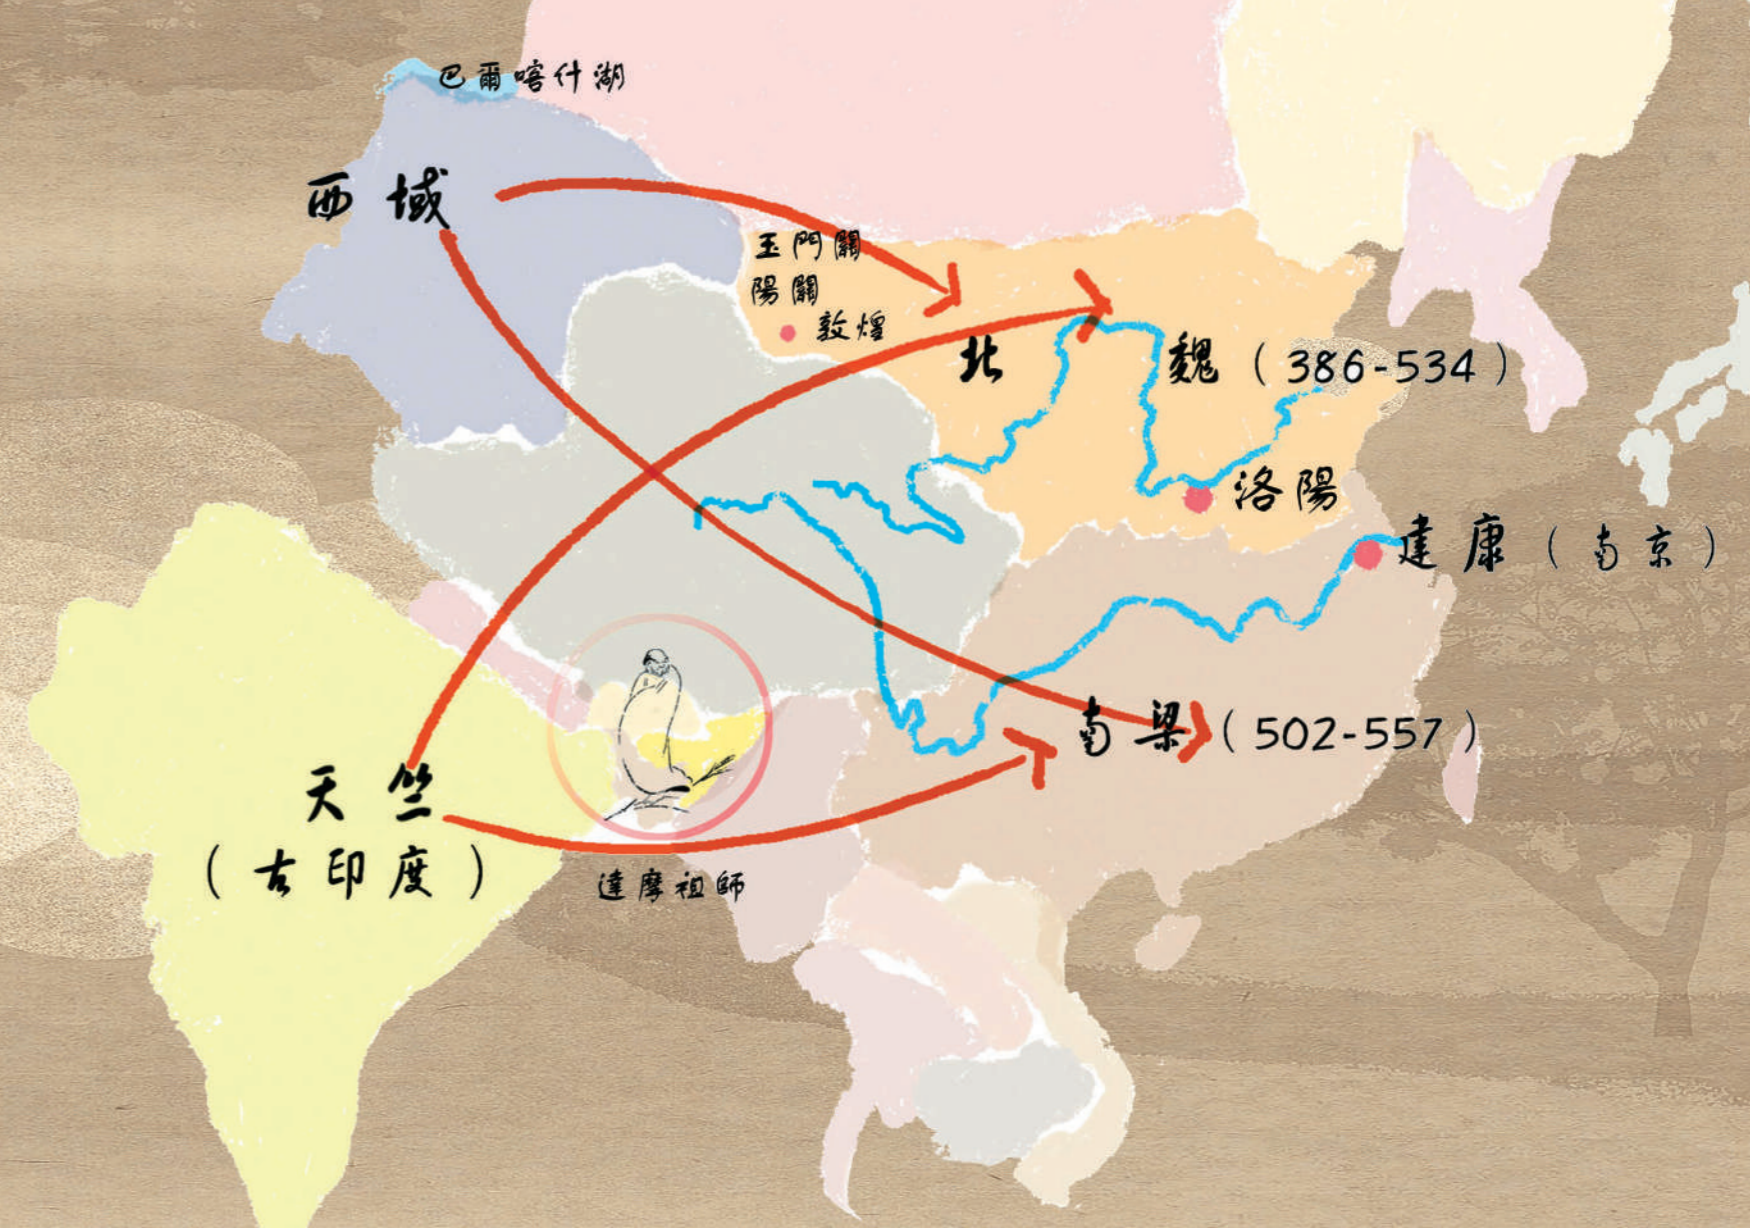 巴爾喀什湖
西域
玉門關
陽關
敦煌
北魏（386-534）
洛陽
建康（南京）
南梁（502-557）
天竺
（古印度）
達摩祖師